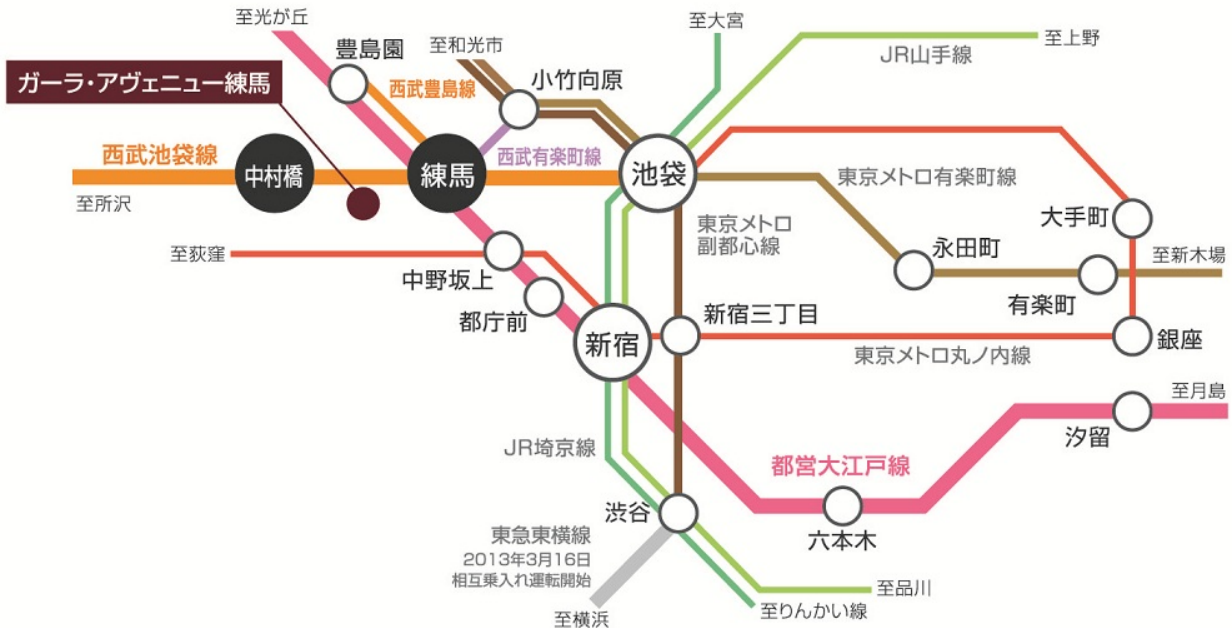 至光が丘
至大宮
豊島園
至和光市
至上野
JR山手線
ガーラ・アヴェニュー練馬
西武豊島線
小竹向原
西武池袋線
中村橋
練馬
西武有楽町線
池袋
東京メトロ有楽町線
至所沢
東京メトロ
副都心線
大手町
至荻窪
中野坂上
永田町
至新木場
有楽町
都庁前
新宿
新宿三丁目
東京メトロ丸ノ内線
銀座
至月島
汐留
JR埼京線
都営大江戸線
渋谷
六本木
東急東横線
2013年3月16日
相互乗入れ運転開始
至品川
至横浜
至りんかい線